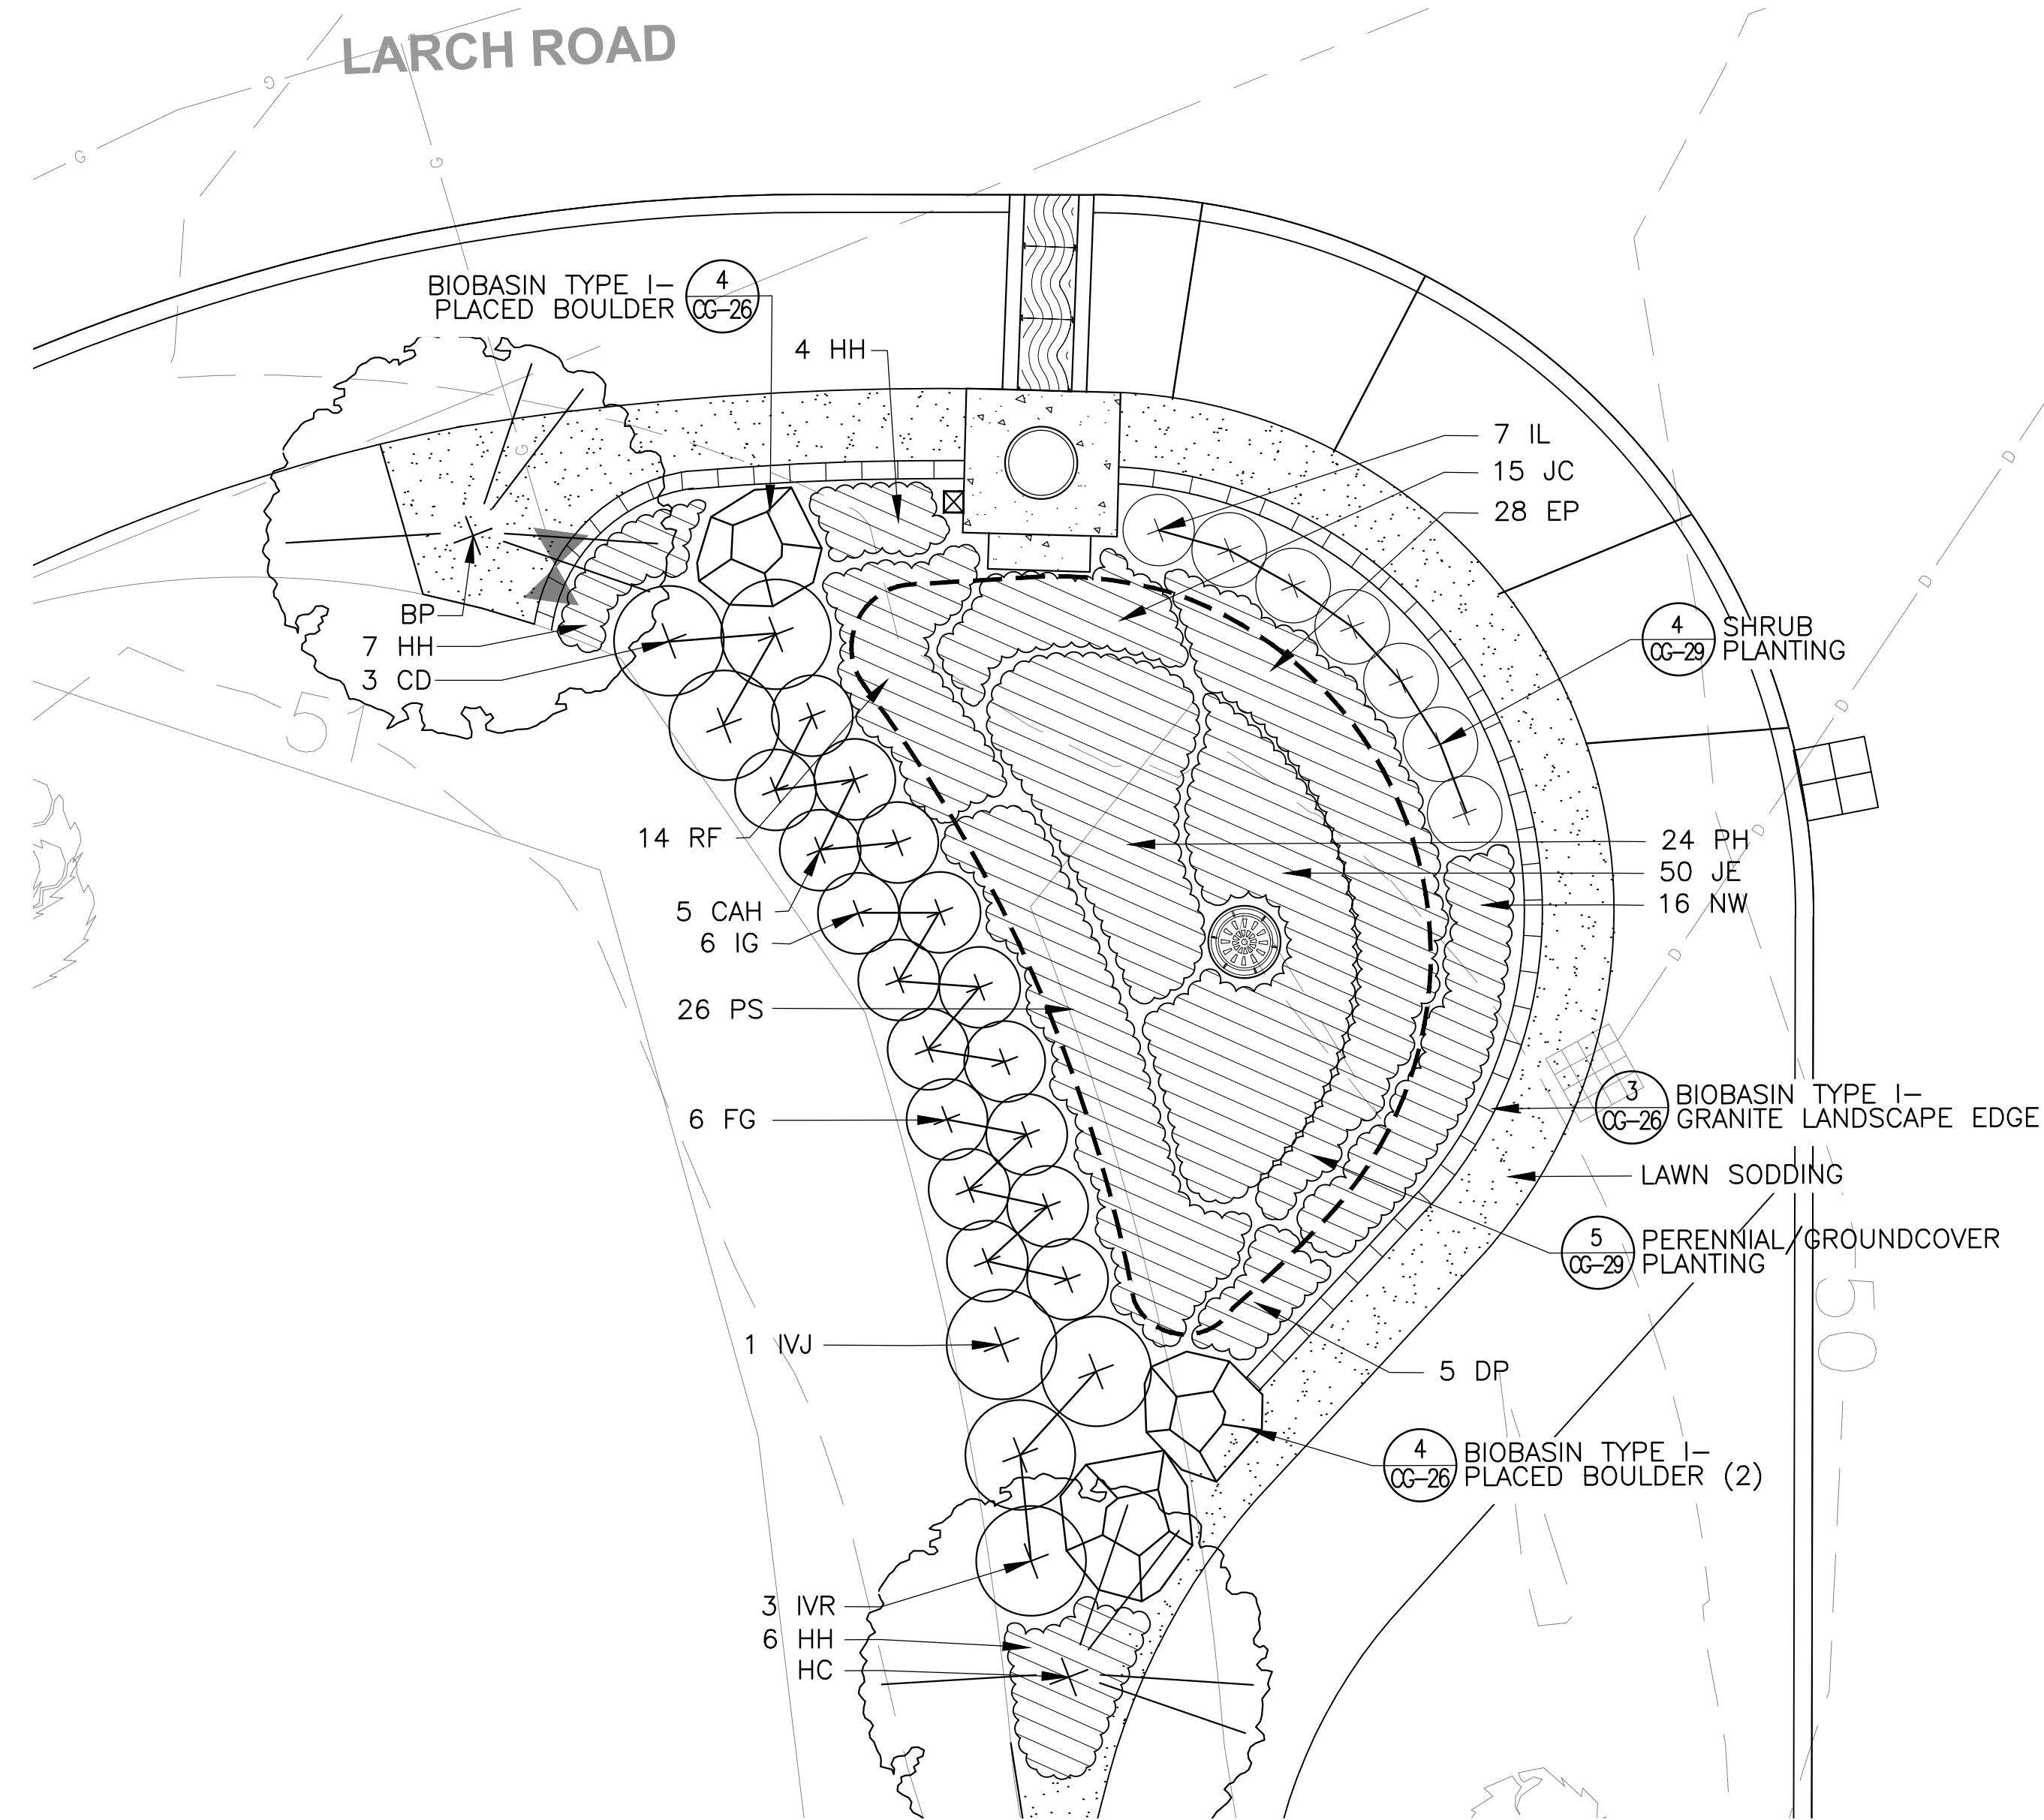 LARCH ROAD
G
G
G
G
BIOBASIN TYPE I-
PLACED BOULDER
4
CG-26
4 HH
7 IL
15 JC
28 EP
BP
7 HH
3 CD
4
CG-29
SHRUB
PLANTING
51
14 RF
24 PH
50 JE
16 NW
5 CAH
6 IG
26 PS
6 FG
D
D
D
D
D
D
3
CG-26
BIOBASIN TYPE I-
GRANITE LANDSCAPE EDGE
LAWN SODDING
5
CG-29
PERENNIAL/GROUNDCOVER
PLANTING
50
1 IVJ
5 DP
4
CG-26
BIOBASIN TYPE I-
PLACED BOULDER (2)
3 IVR
6 HH
HC